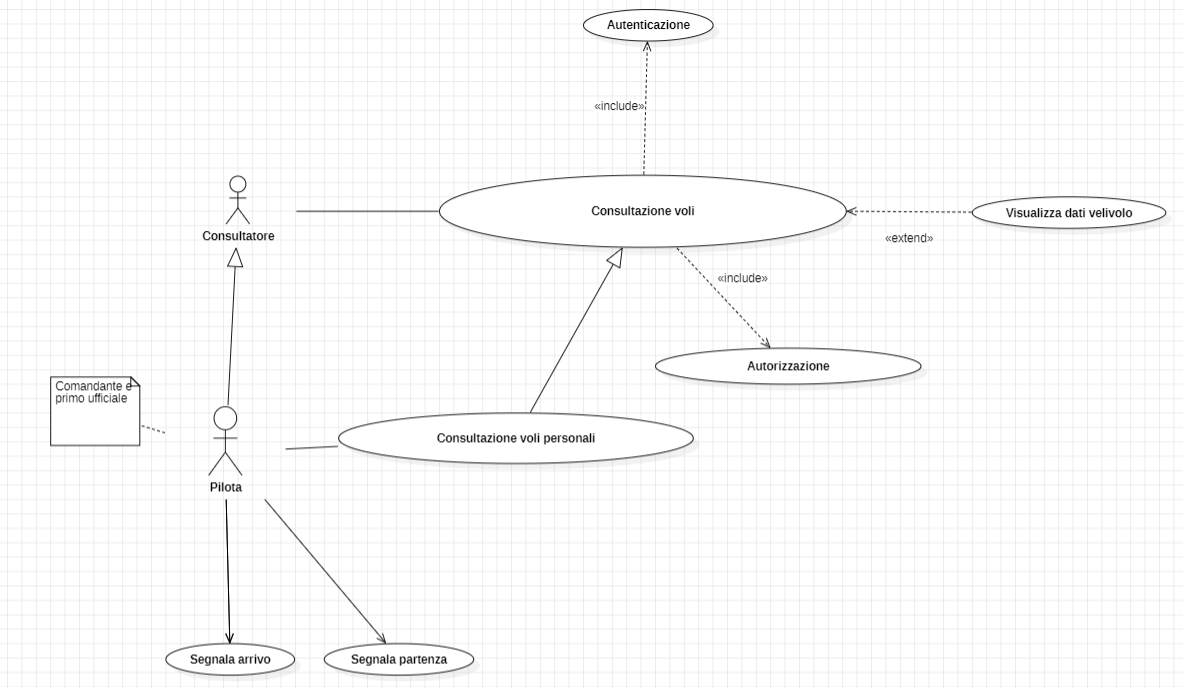 Autenticazione
«include»
Consultazione voli
Visualizza dati velivolo
Consultatore
«extend»
«include»
Autorizzazione
Comandante e
primo ufficiale
Consultazione voli personali
Pilota
Segnala arrivo
Segnala partenza